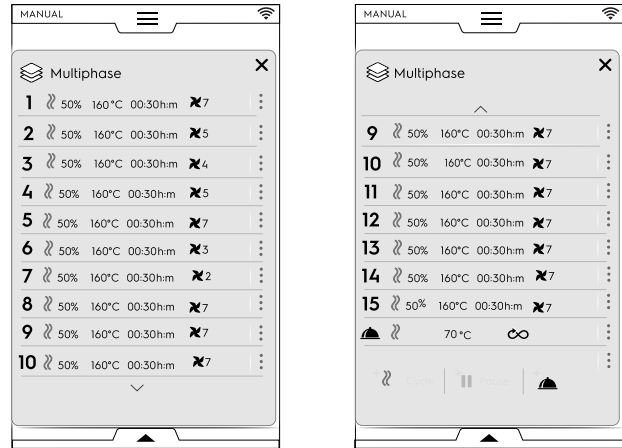 MANUAL
Multiphase
1 50% 160°C 00:30h:m 7
2 50% 160°C 00:30h:m 5
3 50% 160°C 00:30h:m 4
4 50% 160°C 00:30h:m 5
5 50% 160°C 00:30h:m 7
6 50% 160°C 00:30h:m 3
7 50% 160°C 00:30h:m 2
8 50% 160°C 00:30h:m 7
9 50% 160°C 00:30h:m 7
10 50% 160°C 00:30h:m 7
MANUAL
Multiphase
9 50% 160°C 00:30h:m 7
10 50% 160°C 00:30h:m 7
11 50% 160°C 00:30h:m 7
12 50% 160°C 00:30h:m 7
13 50% 160°C 00:30h:m 7
14 50% 160°C 00:30h:m 7
15 50% 160°C 00:30h:m 7
70 °C